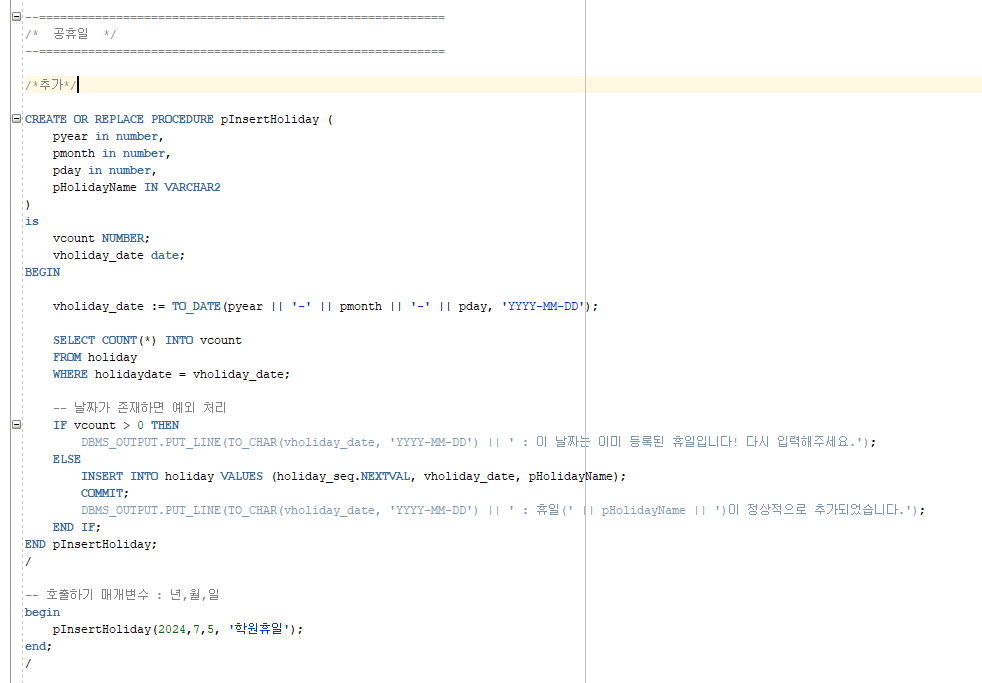 --==========================================================
/*  공휴일  */
--==========================================================
/*추가*/
CREATE OR REPLACE PROCEDURE pInsertHoliday (
    pyear in number,
    pmonth in number,
    pday in number,
    pHolidayName IN VARCHAR2
)
is
    vcount NUMBER;
    vholiday_date date;
BEGIN
    vholiday_date := TO_DATE(pyear || '-' || pmonth || '-' || pday, 'YYYY-MM-DD');
    SELECT COUNT(*) INTO vcount
    FROM holiday
    WHERE holidaydate = vholiday_date;
    -- 날짜가 존재하면 예외 처리
    IF vcount > 0 THEN
        DBMS_OUTPUT.PUT_LINE(TO_CHAR(vholiday_date, 'YYYY-MM-DD') || ' : 이 날짜는 이미 등록된 휴일입니다! 다시 입력해주세요.');
    ELSE
        INSERT INTO holiday VALUES (holiday_seq.NEXTVAL, vholiday_date, pHolidayName);
        COMMIT;
        DBMS_OUTPUT.PUT_LINE(TO_CHAR(vholiday_date, 'YYYY-MM-DD') || ' : 휴일(' || pHolidayName || ')이 정상적으로 추가되었습니다.');
    END IF;
END pInsertHoliday;
/
-- 호출하기 매개변수 : 년,월,일
begin
    pInsertHoliday(2024,7,5, '학원휴일');
end;
/